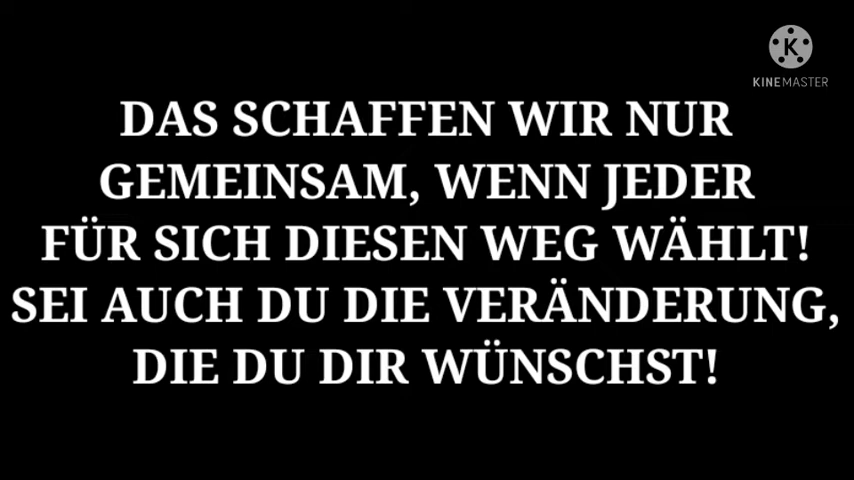 K
KINEMASTER
DAS SCHAFFEN WIR NUR
GEMEINSAM, WENN JEDER
FÜR SICH DIESEN WEG WÄHLT!
SEI AUCH DU DIE VERÄNDERUNG,
DIE DU DIR WÜNSCHST!